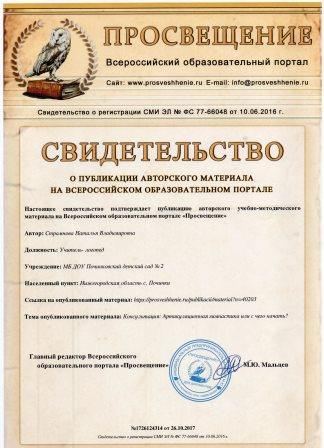 ПРОСВЕЩЕНИЕ
Всероссийский образовательный портал
Сайт: www.prosveshhenie.ru E-mail: info@prosveshhenie.ru
Свидетельство о регистрации СМИ ЭЛ № ФС 77-66048 от 10.06.2016 г.
СВИДЕТЕЛЬСТВО
О ПУБЛИКАЦИИ АВТОРСКОГО МАТЕРИАЛА
НА ВСЕРОССИЙСКОМ ОБРАЗОВАТЕЛЬНОМ ПОРТАЛЕ
Настоящее свидетельство подтверждает публикацию авторского учебно-методического
материала на Всероссийском образовательном портале «Просвещение»
Автор: Наталья Владимировна
Должность: Учитель- логопед
Учреждение: МБДОУ Починковский детский сад № 2
Населенный пункт: Нижегородская область с. Починки
Ссылка на опубликованный материал: https://prosveshhenie.ru/publikacii/material?n=40203
Тема опубликованного материала: Консультация: Артикуляционная гимнастика или с чего начать?
Главный редактор Всероссийского
образовательного портала «Просвещение»
М.Ю. Мальцев
№1726124314 от 26.10.2017
Свидетельство о регистрации СМИ ЭЛ № ФС 77-66048 от 10.06.2016 г.